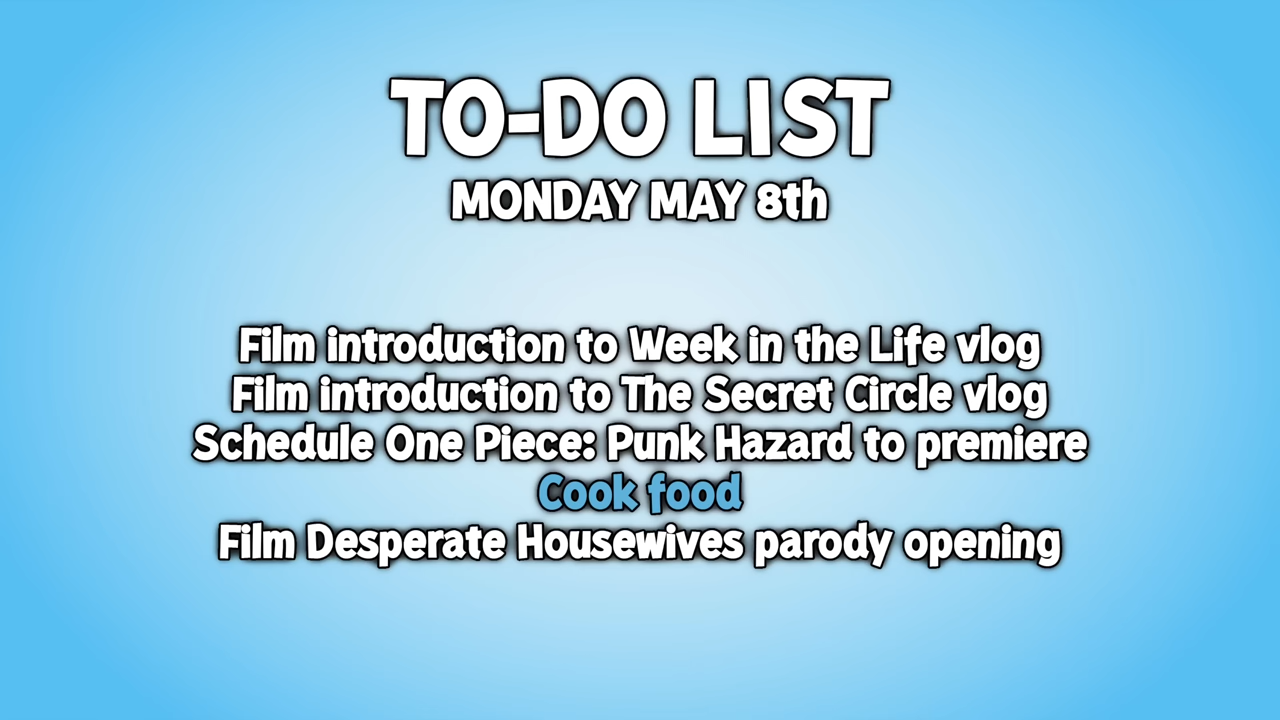 TO-DO LIST
MONDAY MAY 8th
Film introduction to Week in the Life vlog
Film introduction to The Secret Circle vlog
Schedule One Piece: Punk Hazard to premiere
Cook food
Film Desperate Housewives parody opening